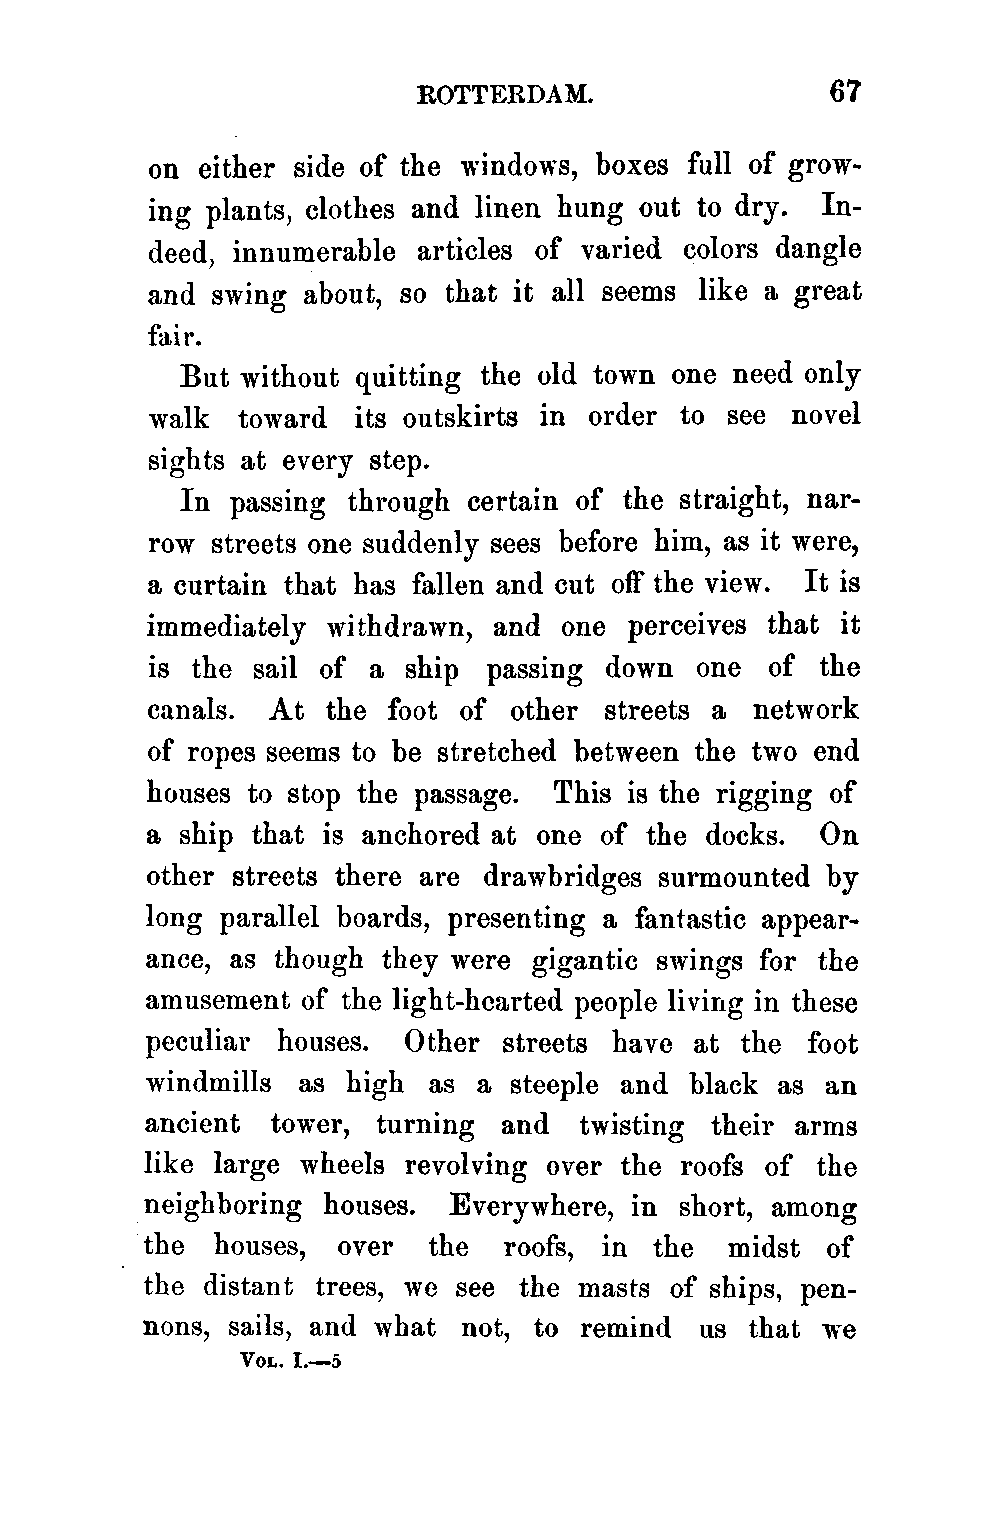 ROTTERDAM. 67
on either side of the windows, boxes full of grow-
ing plants, clothes and linen hung out to dry. In-
deed, innumerable articles of varied colors dangle
and swing about, so that it all seems like a great
fair.
But without quitting the old town one need only
walk toward its outskirts in order to see novel
sights at every step.
In passing through certain of the straight, nar-
row streets one suddenly sees before him, as it were,
a curtain that has fallen and cut off the view. It is
immediately withdrawn, and one perceives that it
is the sail of a ship passing down one of the
canals. At the foot of other streets a network
of ropes seems to be stretched between the two end
houses to stop the passage. This is the rigging of
a ship that is anchored at one of the docks. On
other streets there are drawbridges surmounted by
long parallel boards, presenting a fantastic appear-
ance, as though they were gigantic swings for the
amusement of the light-hearted people living in these
peculiar houses. Other streets have at the foot
windmills as high as a steeple and black as an
ancient tower, turning and twisting their arms
like large wheels revolving over the roofs of the
neighboring houses. Everywhere, in short, among
the houses, over the roofs, in the midst of
the distant trees, we see the masts of ships, pen-
nons, sails, and what not, to remind us that we
VOL. I.—5